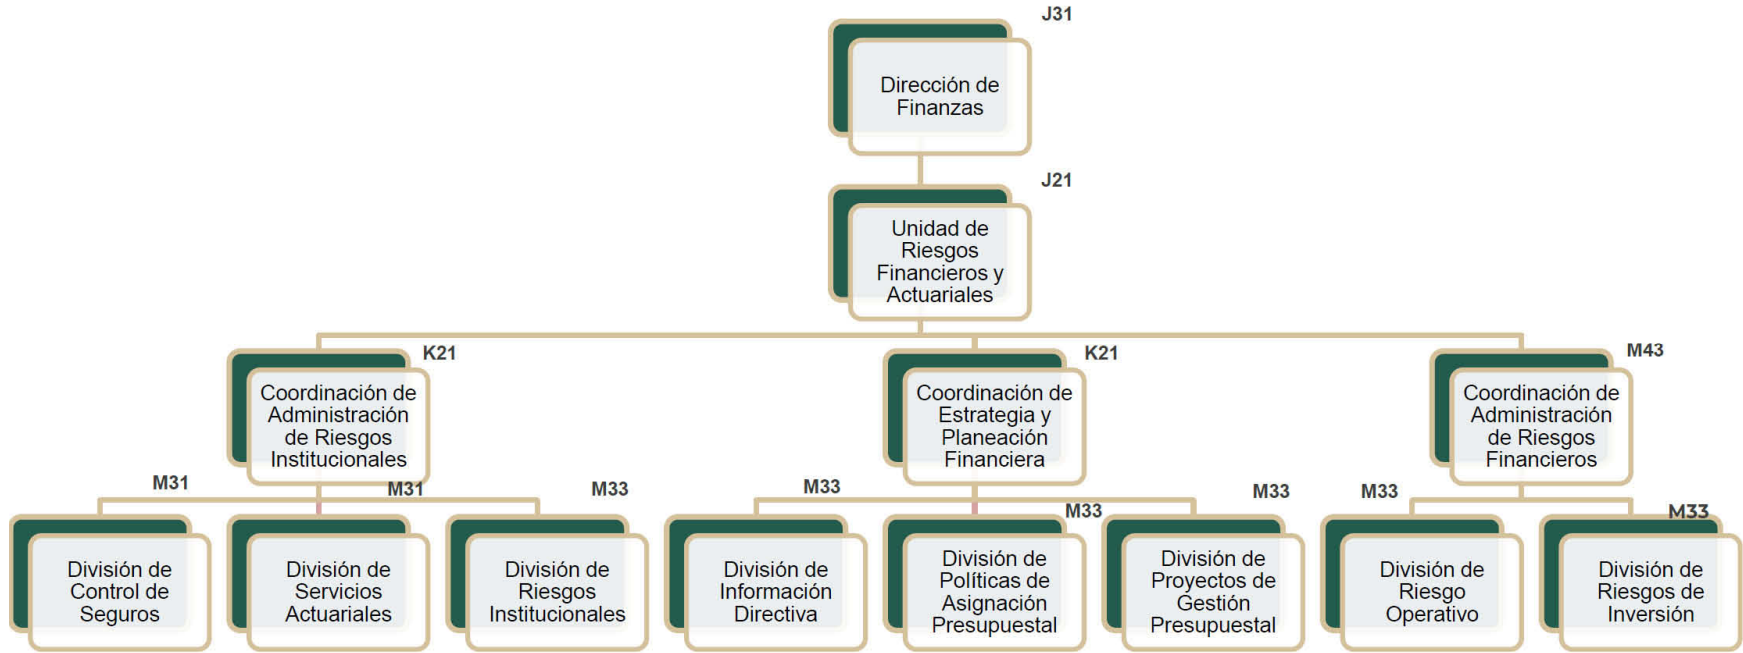 J31
Dirección de
Finanzas
J21
Unidad de
Riesgos
Financieros y
Actuariales
K21
Coordinación de
Administración
de Riesgos
Institucionales
K21
Coordinación de
Estrategia y
Planeación
Financiera
M43
Coordinación de
Administración
de Riesgos
Financieros
M31
División de
Control de
Seguros
M31
División de
Servicios
Actuariales
M33
División de
Riesgos
Institucionales
M33
División de
Información
Directiva
M33
División de
Políticas de
Asignación
Presupuestal
M33
División de
Proyectos de
Gestión
Presupuestal
M33
División de
Riesgo
Operativo
M33
División de
Riesgos de
Inversión